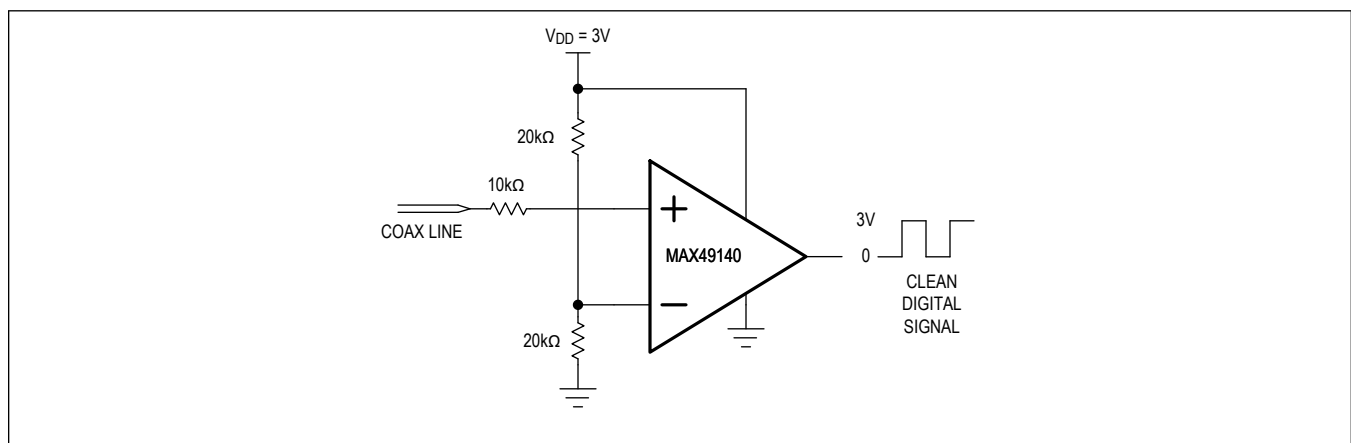 VDD = 3V
20kΩ
10kΩ
COAX LINE
+
MAX49140
3V
0
CLEAN
DIGITAL
SIGNAL
−
20kΩ